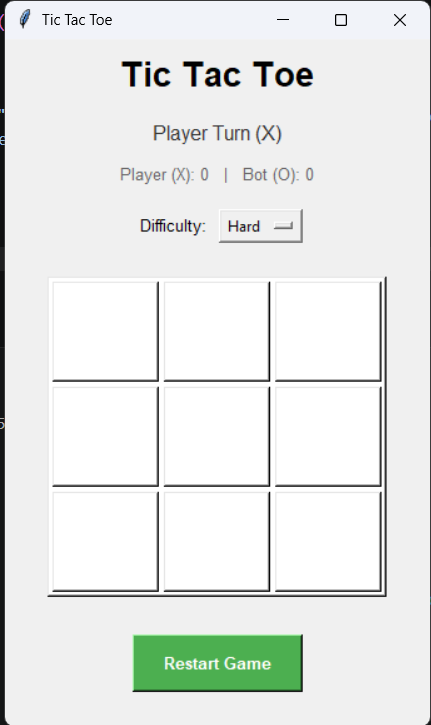 Tic Tac Toe
Tic Tac Toe
Player Turn (X)
Player (X): 0 | Bot (O): 0
Difficulty: Hard
Restart Game